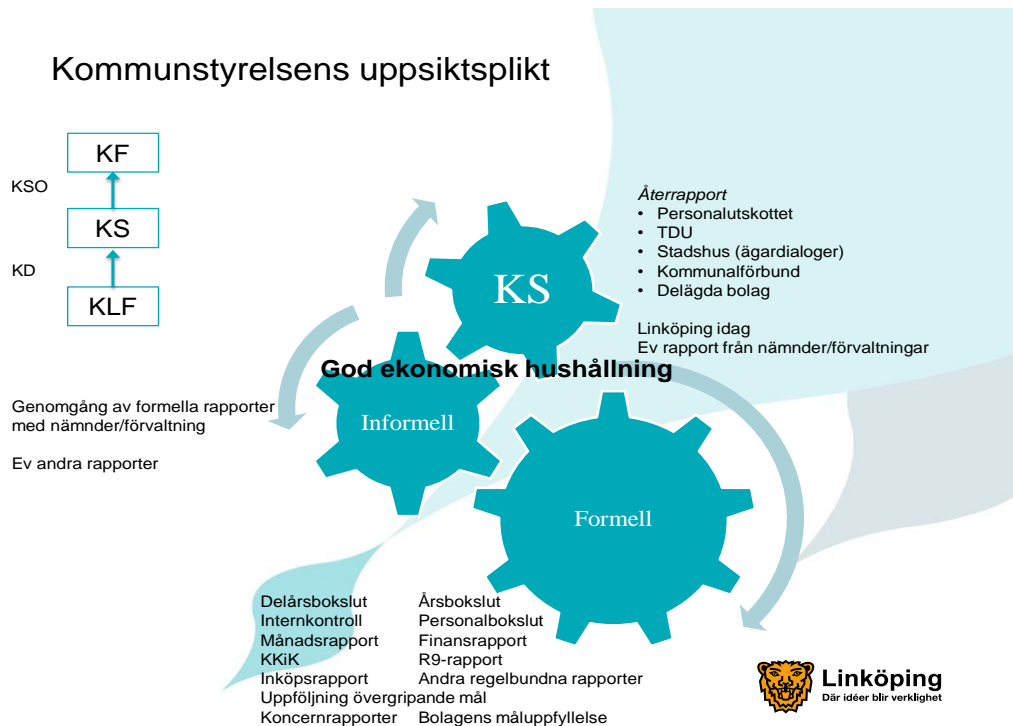 Kommunstyrelsens uppsiktsplikt
KF
KSO
KS
KD
KLF
Återrapport
• Personalutskottet
• TDU
• Stadshus (ägardialoger)
• Kommunalförbund
• Delägda bolag
Linköping idag
Ev rapport från nämnder/förvaltningar
KS
God ekonomisk hushållning
Informell
Formell
Genomgång av formella rapporter
med nämnder/förvaltning
Ev andra rapporter
Delårsbokslut Årsbokslut
Internkontroll Personalbokslut
Månadsrapport Finansrapport
KKiK R9-rapport
Inköpsrapport Andra regelbundna rapporter
Uppföljning övergripande mål
Koncernrapporter Bolagens måluppfyllelse
Linköping
Där idéer blir verklighet